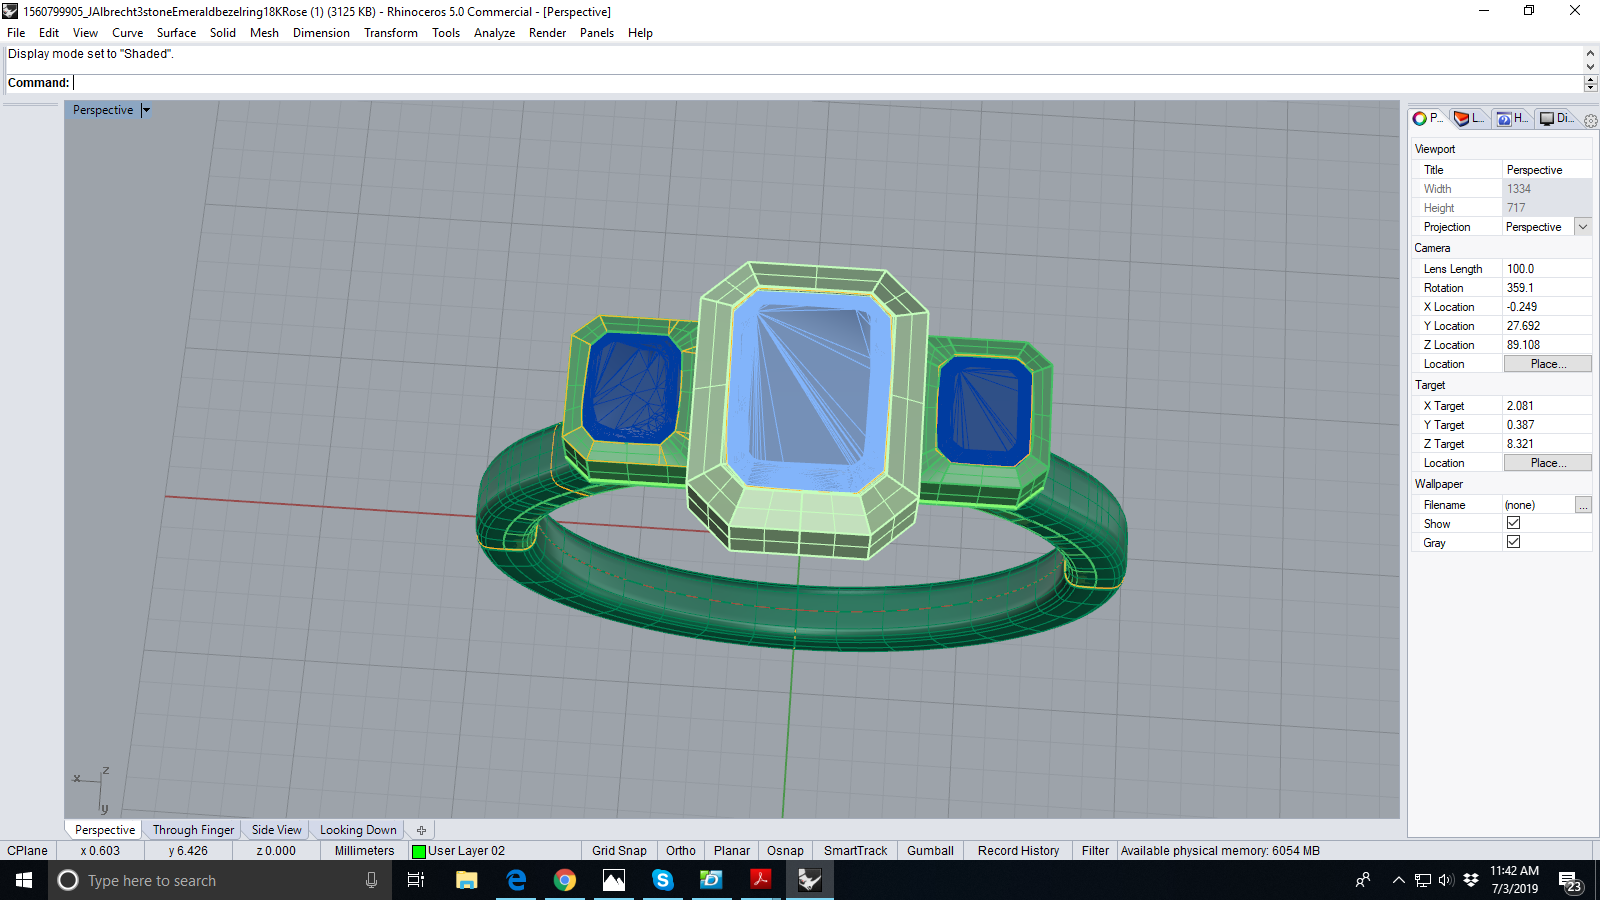 1560799905_JAlbrecht3stoneEmeraldbezelring18KRose (1) (3125 KB) - Rhinoceros 5.0 Commercial - [Perspective]
File Edit View Curve Surface Solid Mesh Dimension Transform Tools Analyze Render Panels Help
Display mode set to "Shaded".
Command:
Perspective
P... L... H... Di...
Viewport
Title Perspective
Width 1334
Height 717
Projection Perspective
Camera
Lens Length 100.0
Rotation 359.1
X Location -0.249
Y Location 27.692
Z Location 89.108
Location Place...
Target
X Target 2.081
Y Target 0.387
Z Target 8.321
Location Place...
Wallpaper
Filename (none) ...
Show
Gray
z
x
y
Perspective Through Finger Side View Looking Down
CPlane x 0.603 y 6.426 z 0.000 Millimeters User Layer 02 Grid Snap Ortho Planar Osnap SmartTrack Gumball Record History Filter Available physical memory: 6054 MB
Type here to search
11:42 AM
7/3/2019
23